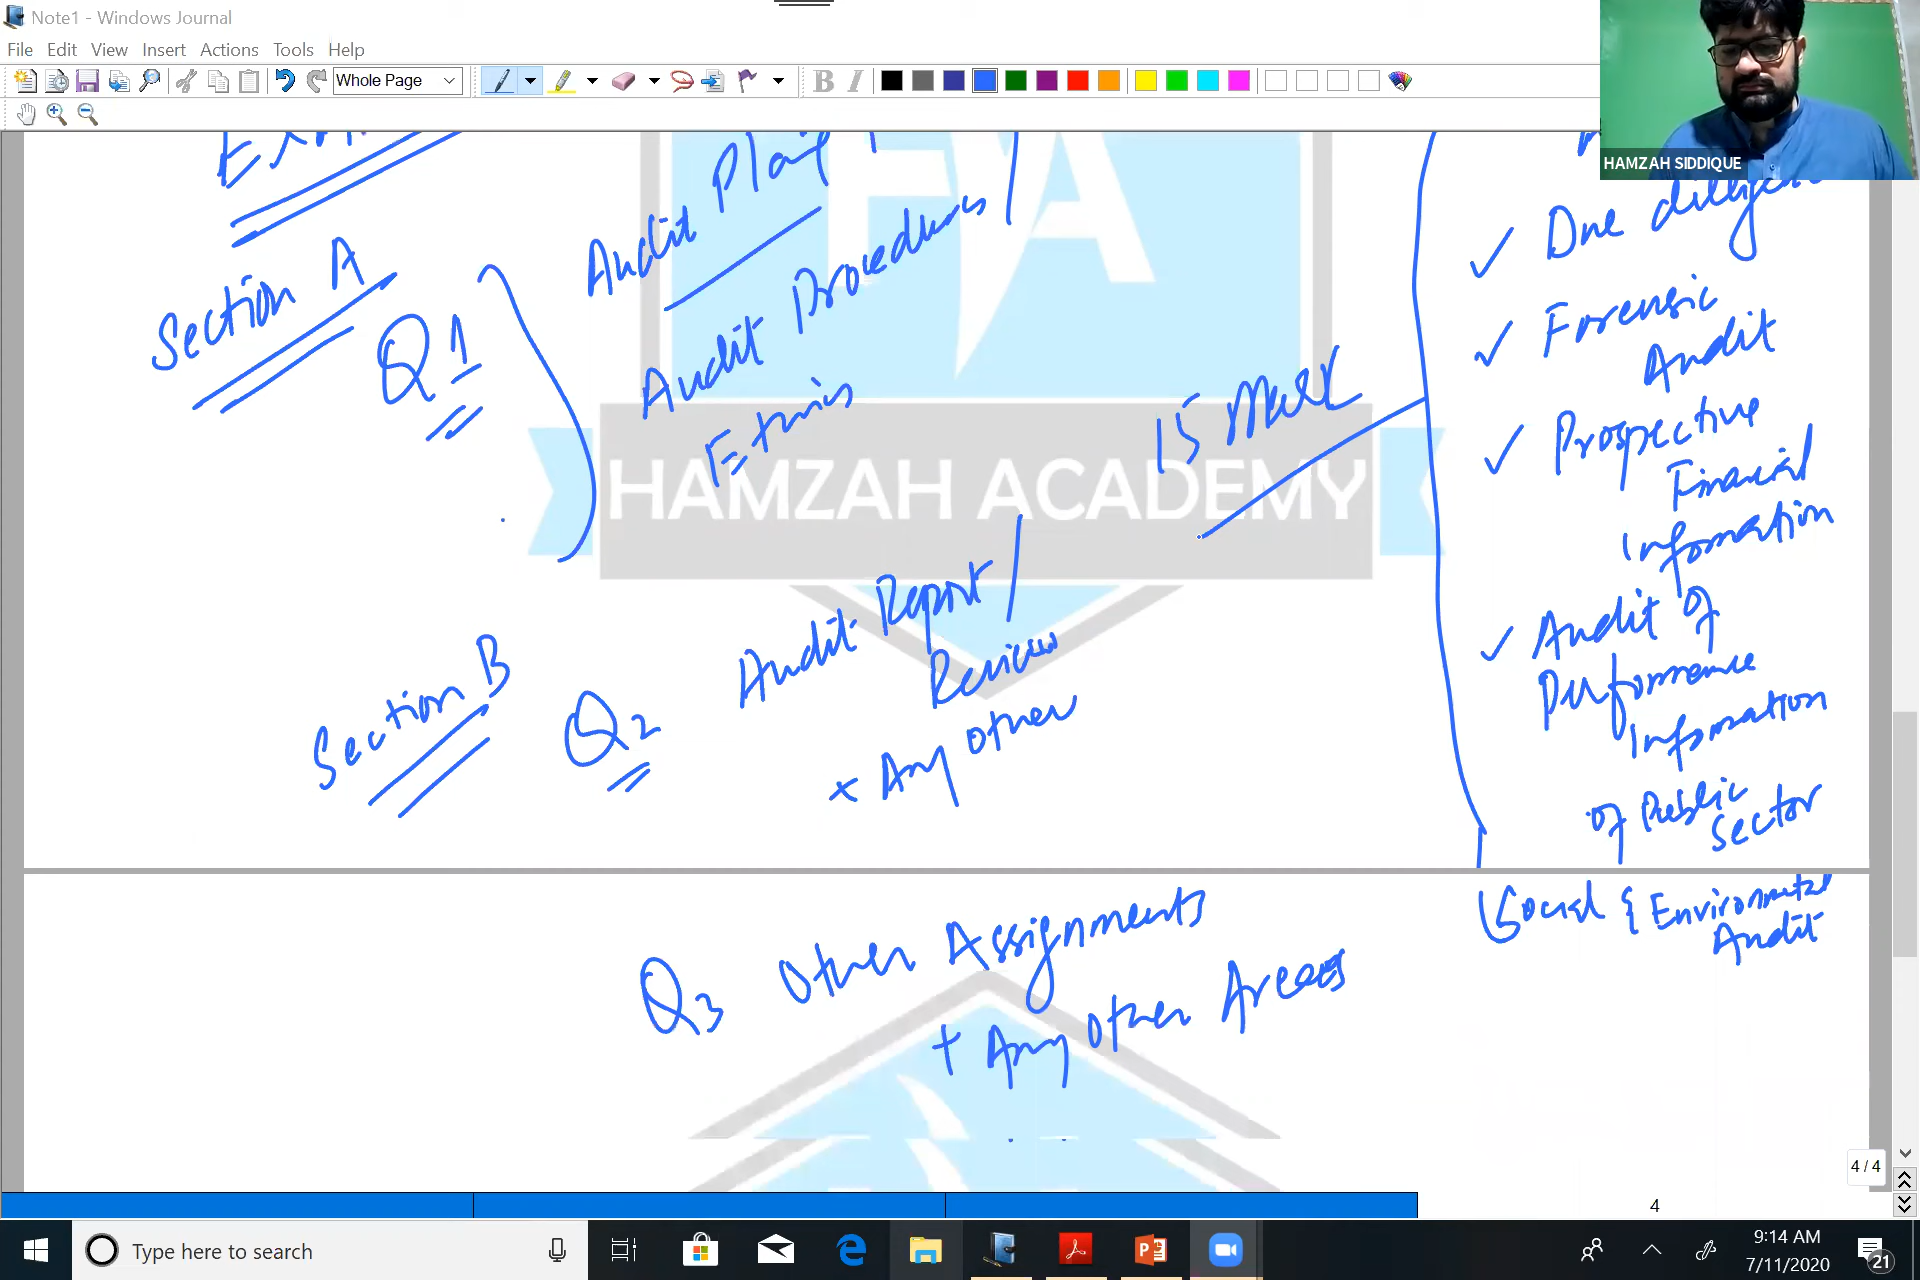 Note1 - Windows Journal
File Edit View Insert Actions Tools Help
Whole Page
B I
HAMZAH SIDDIQUE
Section A
Q1
Audit Plan
Audit Procedures /
Ethics
15 Mark
HAMZAH ACADEMY
Section B
Q2
Audit Report /
Review
+ Any other
Due
Forensic
Audit
Prospective
Financial
Information
Audit of
Performance
Information
of Public
Sector
Social & Environmental
Audit
Q3 Other Assignments
+ Any other Areas
4 / 4
4
Type here to search
9:14 AM
7/11/2020
21